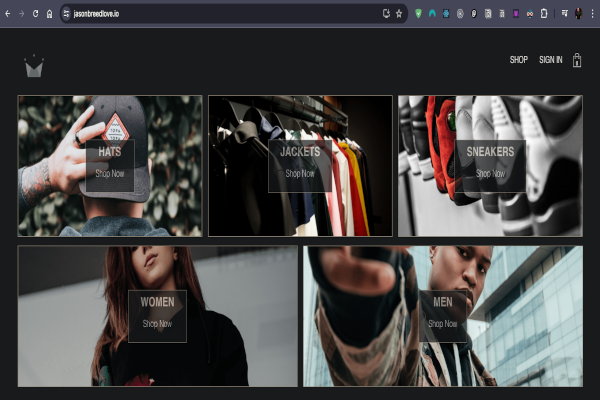 jasonbreedlove.io
SHOP SIGN IN
HATS
Shop Now
JACKETS
Shop Now
SNEAKERS
Shop Now
WOMEN
Shop Now
MEN
Shop Now